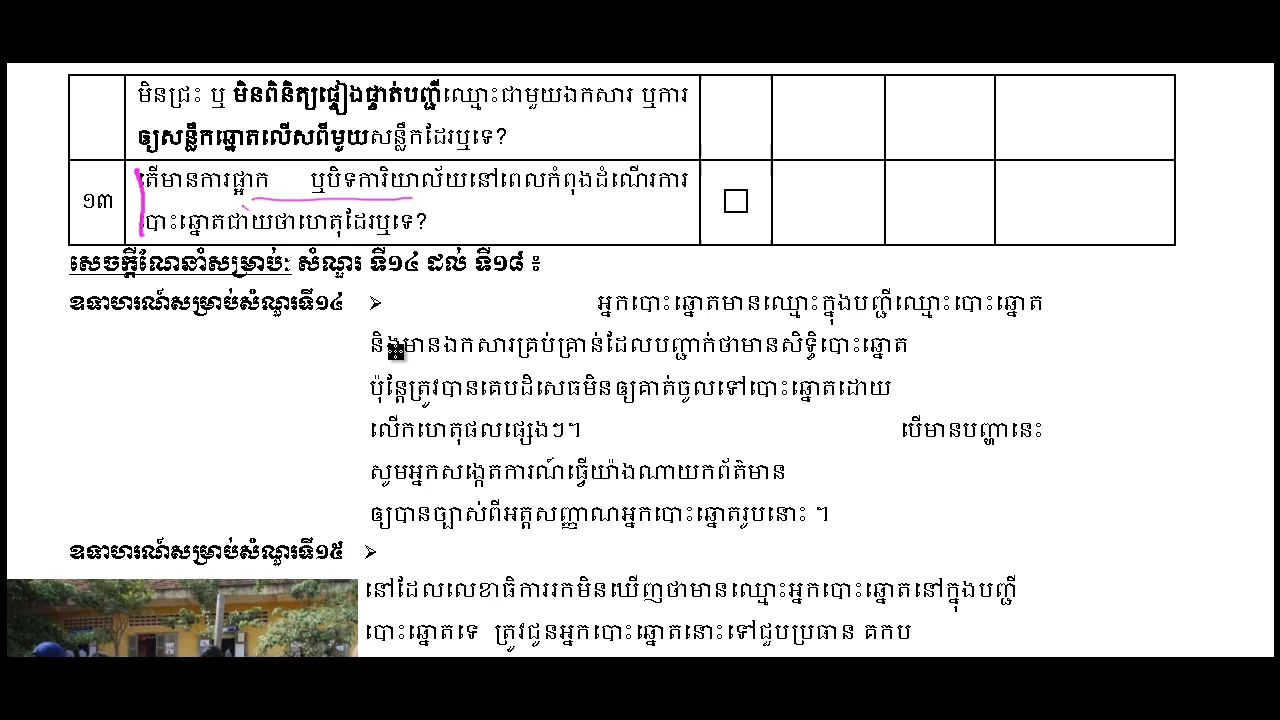 មិនជ្រះ ឬ មិនពិនិត្យផ្ទៀងផ្ទាត់បញ្ជីឈ្មោះជាមួយឯកសារ ឬការ
ឲ្យសន្លឹកឆ្នោតលើសពីមួយសន្លឹកដែរឬទេ?
១៣ តើមានការផ្អាក ឬបិទការិយាល័យនៅពេលកំពុងដំណើរការ
បោះឆ្នោតជាយថាហេតុដែរឬទេ?
សេចក្ដីណែនាំសម្រាប់ៈ សំណួរ ទី១៤ ដល់ ទី១៨ ៖
ឧទាហរណ៍សម្រាប់សំណួរទី១៤ ➢ អ្នកបោះឆ្នោតមានឈ្មោះក្នុងបញ្ជីឈ្មោះបោះឆ្នោត
និងមានឯកសារគ្រប់គ្រាន់ដែលបញ្ជាក់ថាមានសិទ្ធិបោះឆ្នោត
ប៉ុន្តែត្រូវបានគេបដិសេធមិនឲ្យគាត់ចូលទៅបោះឆ្នោតដោយ
លើកហេតុផលផ្សេងៗ។ បើមានបញ្ហានេះ
សូមអ្នកសង្កេតការណ៍ធ្វើយ៉ាងណាយកព័ត៌មាន
ឲ្យបានច្បាស់ពីអត្តសញ្ញាណអ្នកបោះឆ្នោតរូបនោះ ។
ឧទាហរណ៍សម្រាប់សំណួរទី១៥ ➢
នៅដែលលេខាធិការរកមិនឃើញថាមានឈ្មោះអ្នកបោះឆ្នោតនៅក្នុងបញ្ជី
បោះឆ្នោតទេ ត្រូវជូនអ្នកបោះឆ្នោតនោះទៅជួបប្រធាន គកប